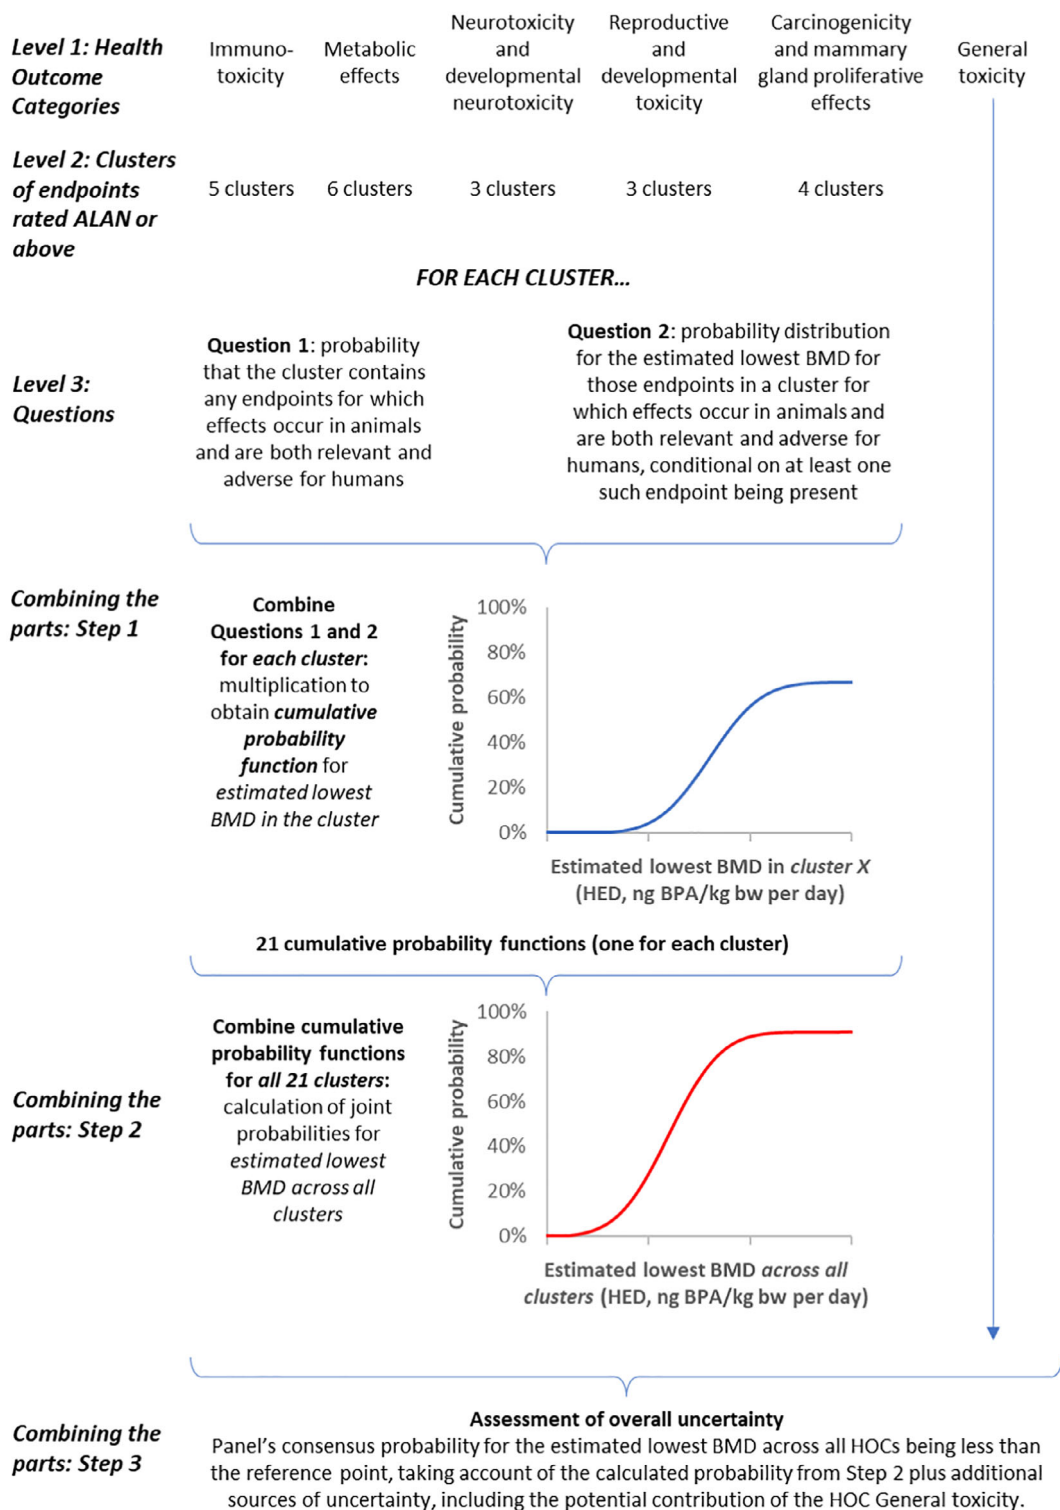 Level 1: Health
Outcome
Categories
Immuno-
toxicity
Metabolic
effects
Neurotoxicity
and
developmental
neurotoxicity
Reproductive
and
developmental
toxicity
Carcinogenicity
and mammary
gland proliferative
effects
General
toxicity
Level 2: Clusters
of endpoints
rated ALAN or
above
5 clusters
6 clusters
3 clusters
3 clusters
4 clusters
FOR EACH CLUSTER...
Level 3:
Questions
Question 1: probability
that the cluster contains
any endpoints for which
effects occur in animals
and are both relevant and
adverse for humans
Question 2: probability distribution
for the estimated lowest BMD for
those endpoints in a cluster for
which effects occur in animals and
are both relevant and adverse for
humans, conditional on at least one
such endpoint being present
Combining the
parts: Step 1
Combine
Questions 1 and 2
for each cluster:
multiplication to
obtain cumulative
probability
function for
estimated lowest
BMD in the cluster
Cumulative probability
100%
80%
60%
40%
20%
0%
Estimated lowest BMD in cluster X
(HED, ng BPA/kg bw per day)
21 cumulative probability functions (one for each cluster)
Combining the
parts: Step 2
Combine cumulative
probability functions
for all 21 clusters:
calculation of joint
probabilities for
estimated lowest
BMD across all
clusters
Cumulative probability
100%
80%
60%
40%
20%
0%
Estimated lowest BMD across all
clusters (HED, ng BPA/kg bw per day)
Combining the
parts: Step 3
Assessment of overall uncertainty
Panel's consensus probability for the estimated lowest BMD across all HOCs being less than
the reference point, taking account of the calculated probability from Step 2 plus additional
sources of uncertainty, including the potential contribution of the HOC General toxicity.